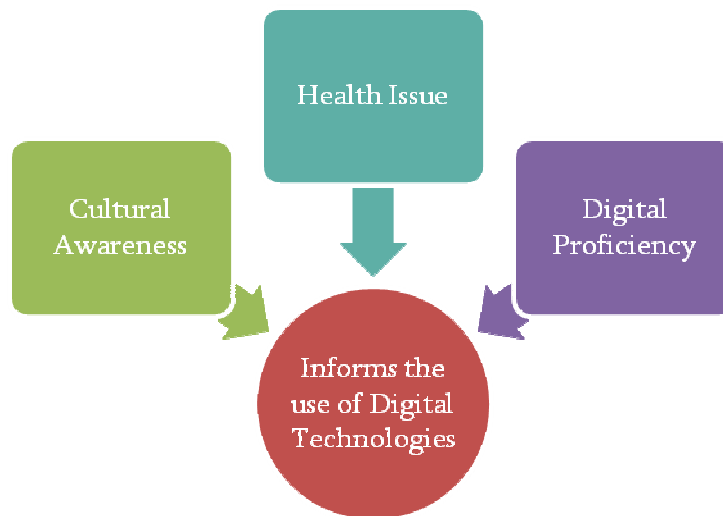 Health Issue
Cultural
Awareness
Digital
Proficiency
Informs the
use of Digital
Technologies